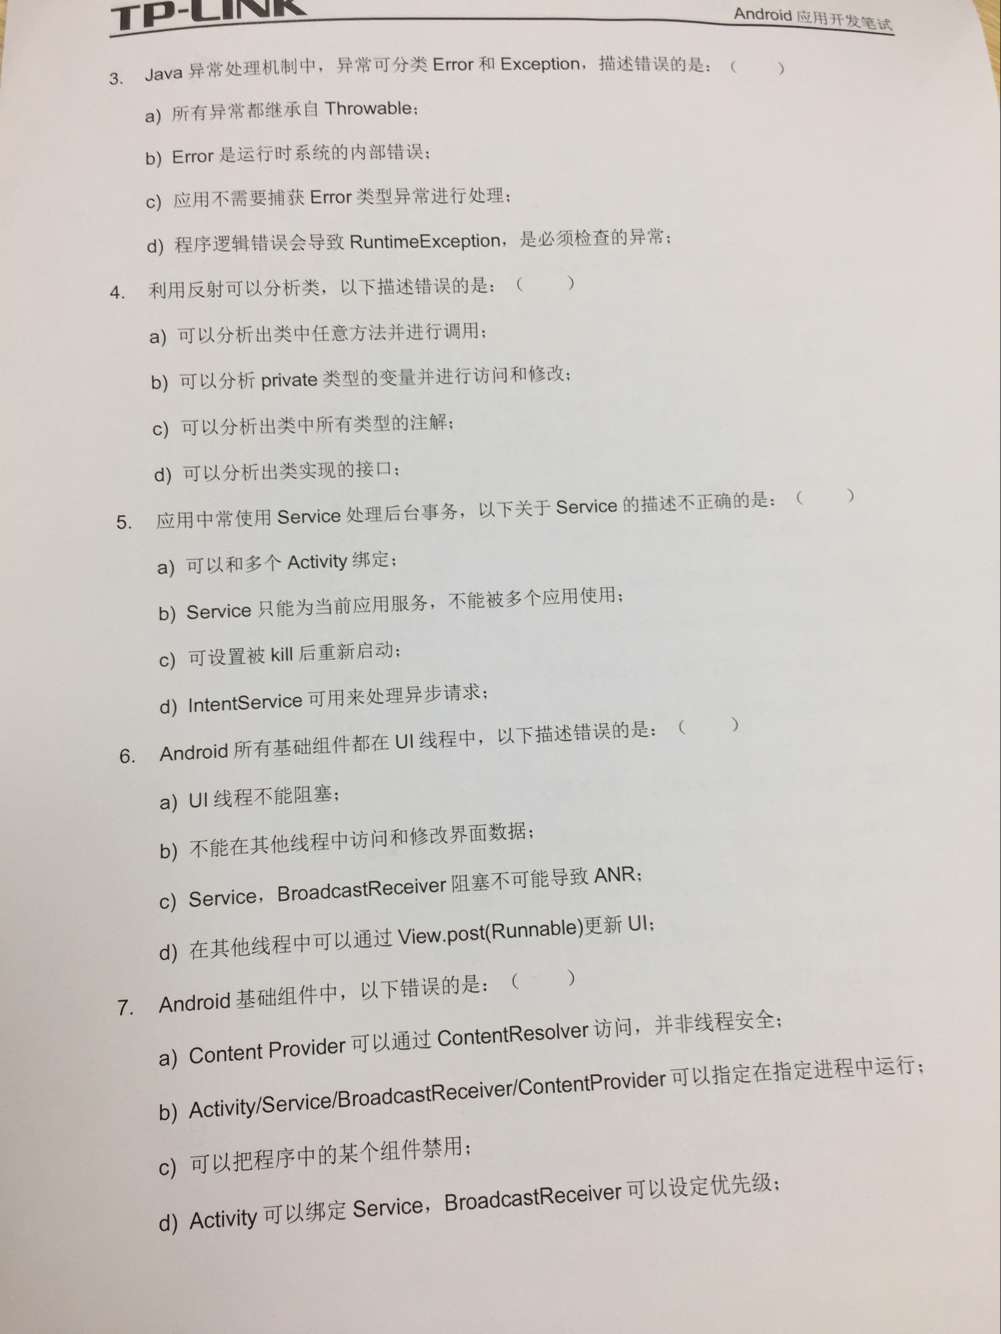 TP-LINK
Android 应用开发笔试
3. Java 异常处理机制中，异常可分类 Error 和 Exception，描述错误的是：（ ）
a) 所有异常都继承自 Throwable；
b) Error 是运行时系统的内部错误；
c) 应用不需要捕获 Error 类型异常进行处理；
d) 程序逻辑错误会导致 RuntimeException，是必须检查的异常；
4. 利用反射可以分析类，以下描述错误的是：（ ）
a) 可以分析出类中任意方法并进行调用；
b) 可以分析 private 类型的变量并进行访问和修改；
c) 可以分析出类中所有类型的注解；
d) 可以分析出类实现的接口；
5. 应用中常使用 Service 处理后台事务，以下关于 Service 的描述不正确的是：（ ）
a) 可以和多个 Activity 绑定；
b) Service 只能为当前应用服务，不能被多个应用使用；
c) 可设置被 kill 后重新启动；
d) IntentService 可用来处理异步请求；
6. Android 所有基础组件都在 UI 线程中，以下描述错误的是：（ ）
a) UI 线程不能阻塞；
b) 不能在其他线程中访问和修改界面数据；
c) Service，BroadcastReceiver 阻塞不可能导致 ANR；
d) 在其他线程中可以通过 View.post(Runnable)更新 UI；
7. Android 基础组件中，以下错误的是：（ ）
a) Content Provider 可以通过 ContentResolver 访问，并非线程安全；
b) Activity/Service/BroadcastReceiver/ContentProvider 可以指定在指定进程中运行；
c) 可以把程序中的某个组件禁用；
d) Activity 可以绑定 Service，BroadcastReceiver 可以设定优先级；